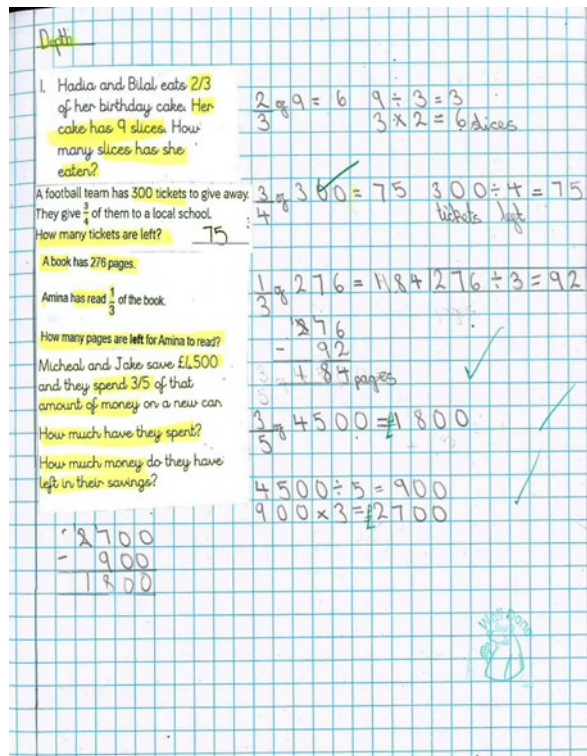 Depth
1. Hadia and Bilal eats 2/3
of her birthday cake. Her
cake has 9 slices. How
many slices has she
eaten?
2/3 of 9 = 6 9 ÷ 3 = 3
3 × 2 = 6 slices
A football team has 300 tickets to give away.
They give 3/4 of them to a local school.
How many tickets are left? 75
3/4 of 300 = 75 300 ÷ 4 = 75
tickets left
A book has 276 pages.
Amina has read 1/3 of the book.
How many pages are left for Amina to read?
1/3 of 276 = 184 276 ÷ 3 = 92
276
- 92
184 pages
Micheal and Jake save £4,500
and they spend 3/5 of that
amount of money on a new car.
How much have they spent?
How much money do they have
left in their savings?
3/5 of 4500 = £1800
4500 ÷ 5 = 900
900 × 3 = £2700
2700
- 900
1800
Well Done